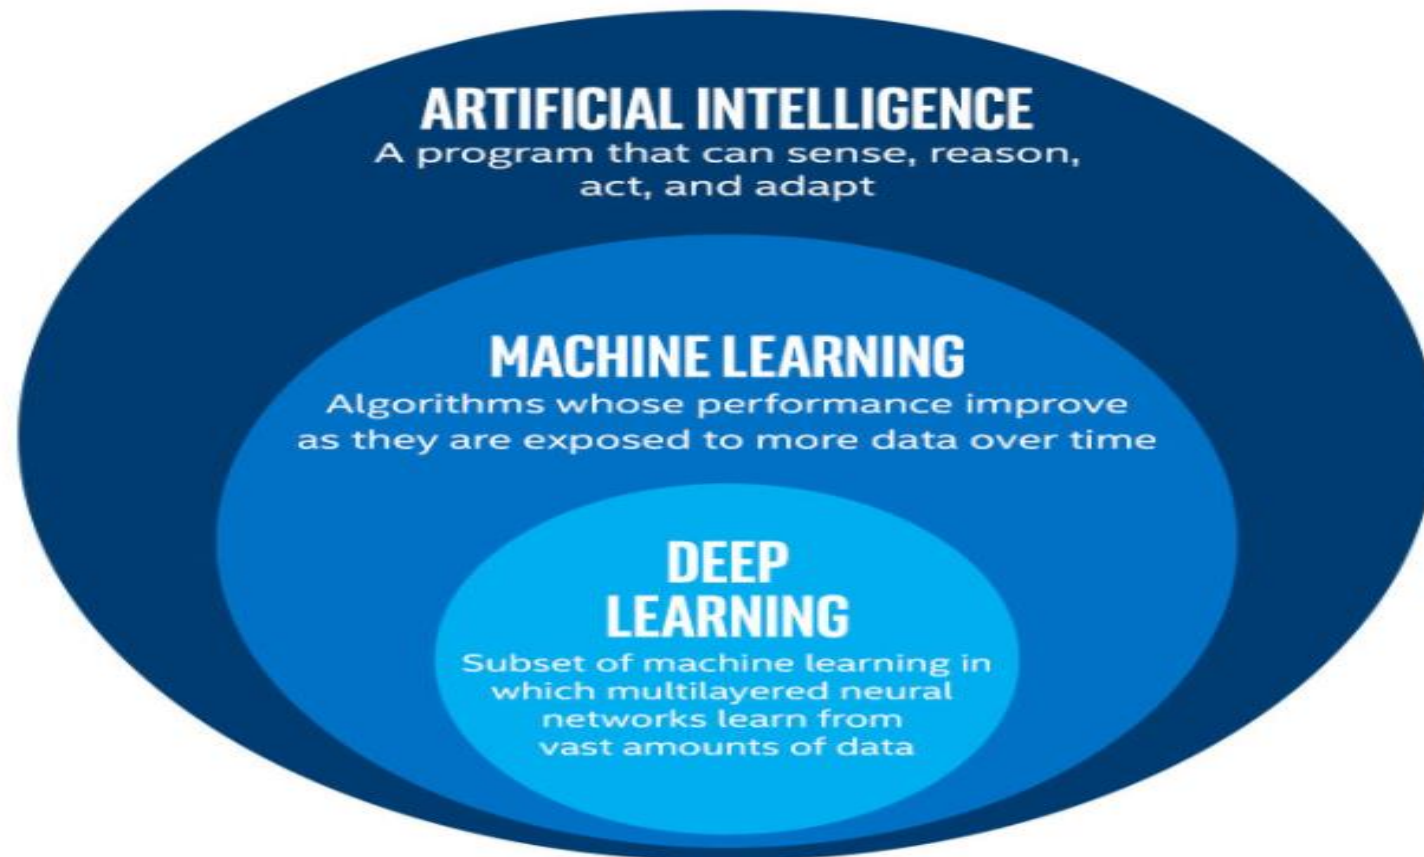 ARTIFICIAL INTELLIGENCE
A program that can sense, reason,
act, and adapt
MACHINE LEARNING
Algorithms whose performance improve
as they are exposed to more data over time
DEEP
LEARNING
Subset of machine learning in
which multilayered neural
networks learn from
vast amounts of data